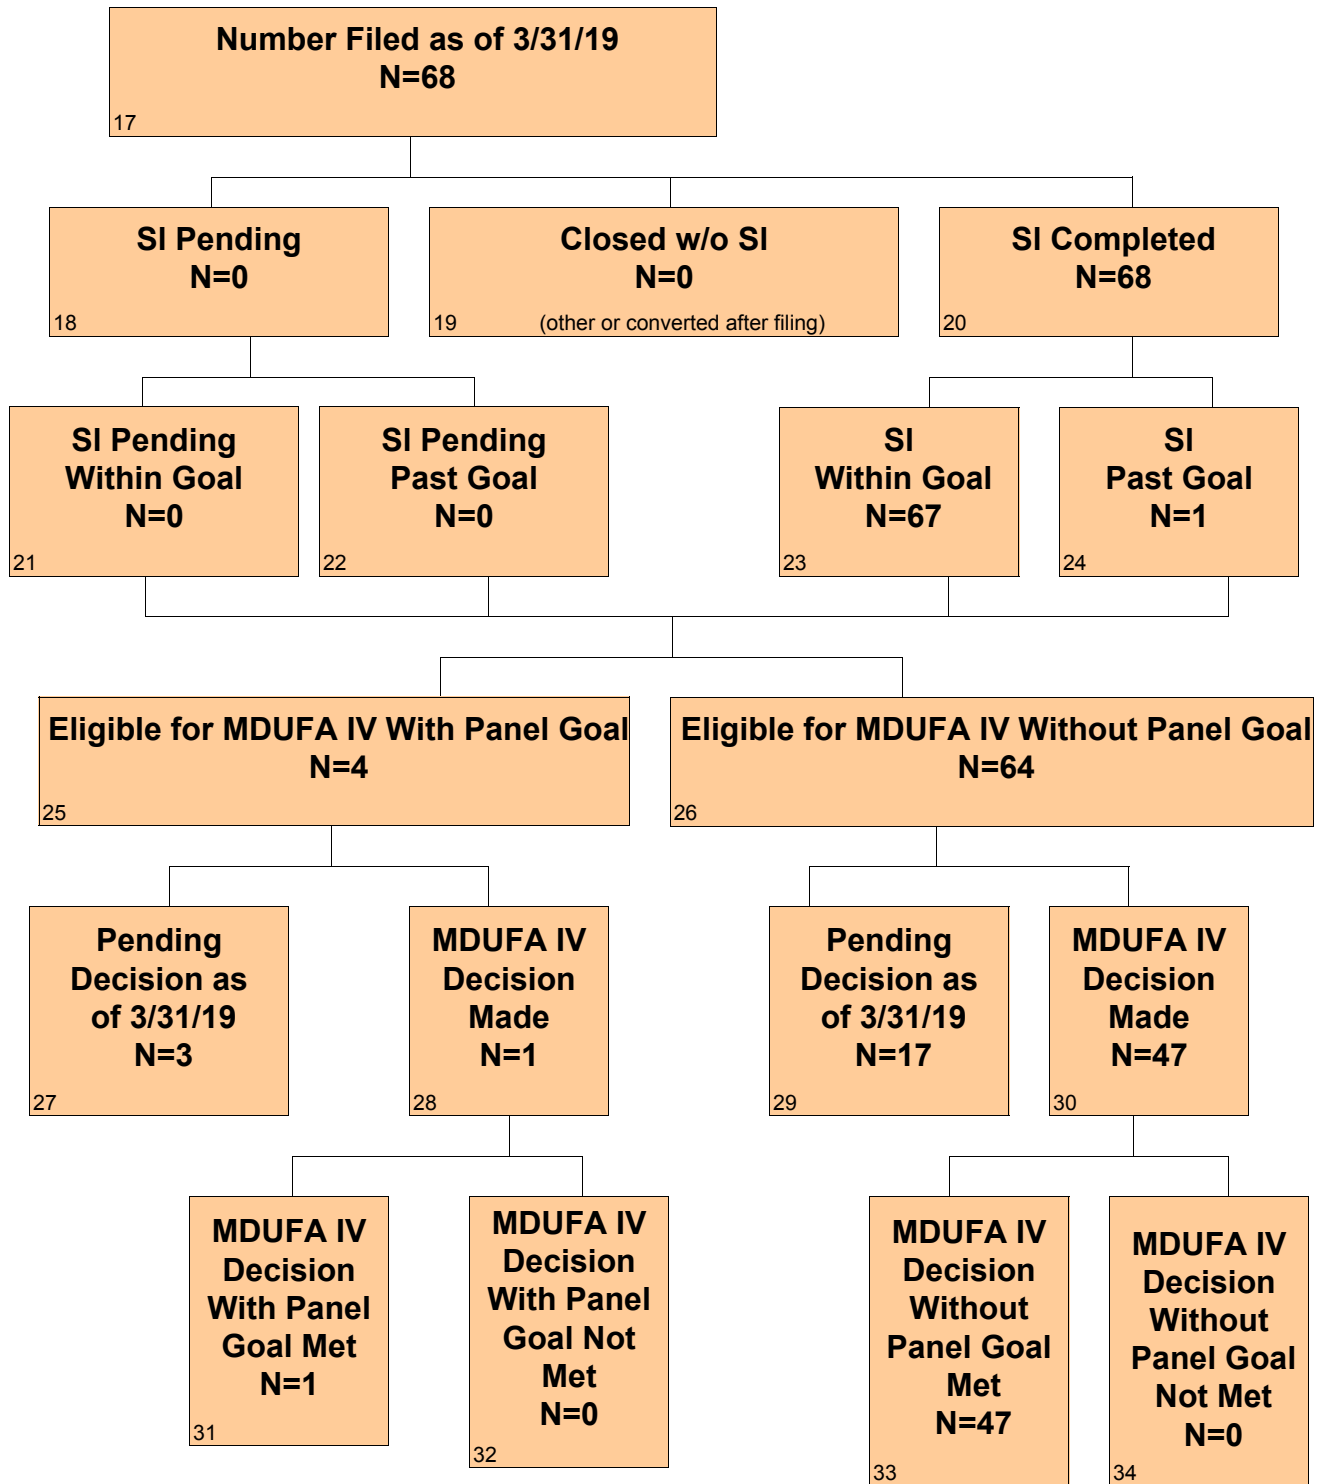 Number Filed as of 3/31/19
N=68
17
SI Pending
N=0
18
Closed w/o SI
N=0
19 (other or converted after filing)
SI Completed
N=68
20
SI Pending
Within Goal
N=0
21
SI Pending
Past Goal
N=0
22
SI
Within Goal
N=67
23
SI
Past Goal
N=1
24
Eligible for MDUFA IV With Panel Goal
N=4
25
Eligible for MDUFA IV Without Panel Goal
N=64
26
Pending
Decision as
of 3/31/19
N=3
27
MDUFA IV
Decision
Made
N=1
28
Pending
Decision as
of 3/31/19
N=17
29
MDUFA IV
Decision
Made
N=47
30
MDUFA IV
Decision
With Panel
Goal Met
N=1
31
MDUFA IV
Decision
With Panel
Goal Not
Met
N=0
32
MDUFA IV
Decision
Without
Panel Goal
Met
N=47
33
MDUFA IV
Decision
Without
Panel Goal
Not Met
N=0
34